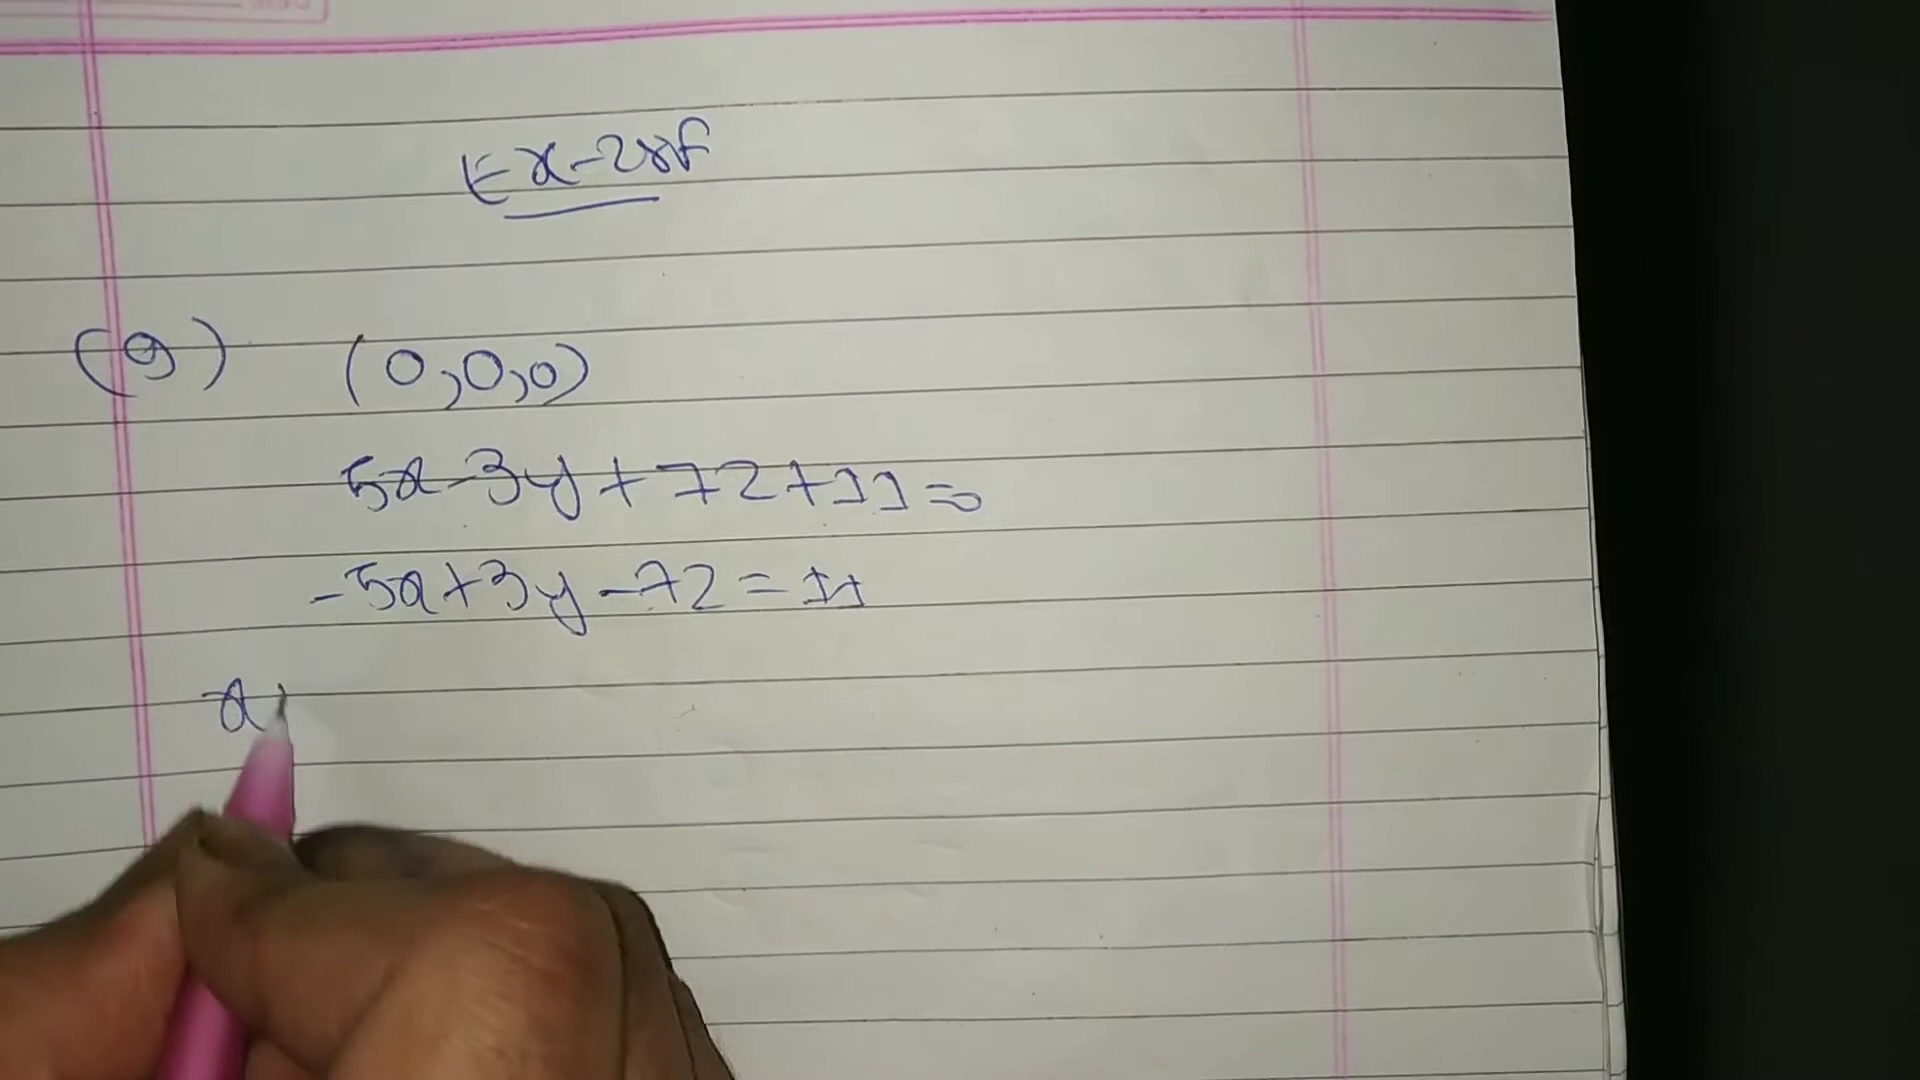 Ex-28F
(9) (0,0,0)
5x-3y+7z+11=0
-5x+3y-7z=11
x